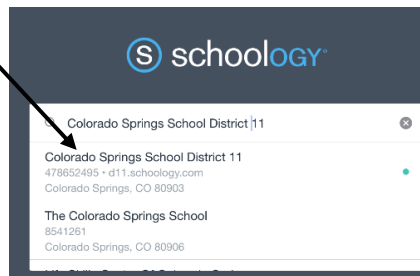 S schoology
Colorado Springs School District 11
Colorado Springs School District 11
478652495 • d11.schoology.com
Colorado Springs, CO 80903
The Colorado Springs School
8541261
Colorado Springs, CO 80906